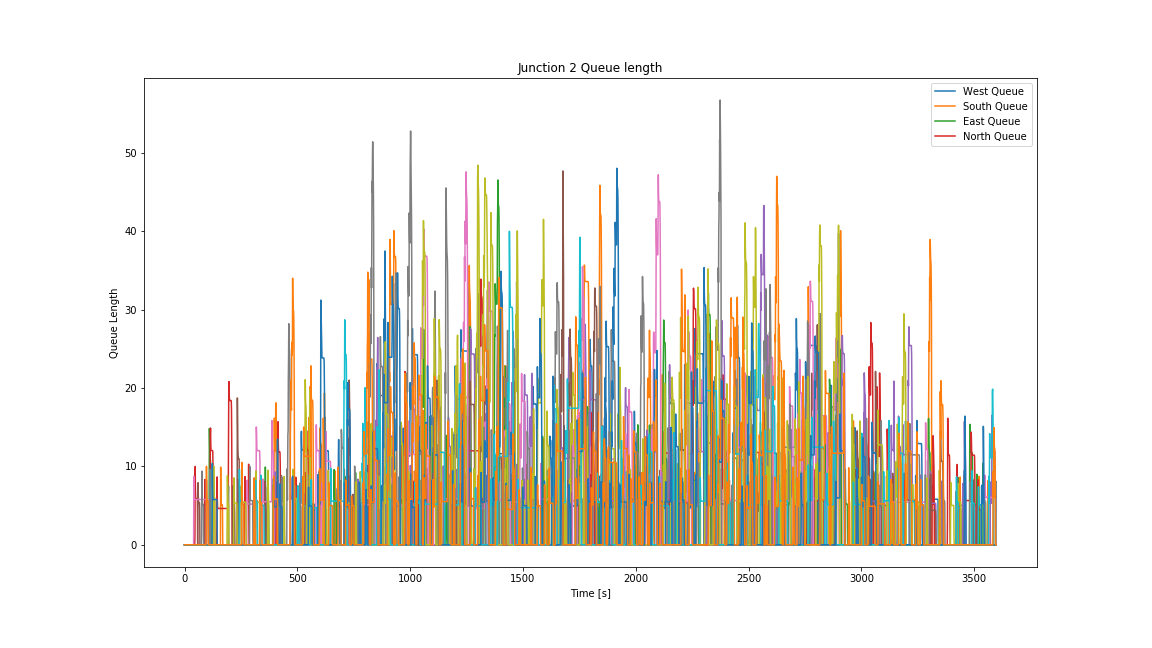 Junction 2 Queue length
West Queue
South Queue
East Queue
North Queue
Queue Length
50
40
30
20
10
0
0 500 1000 1500 2000 2500 3000 3500
Time [s]